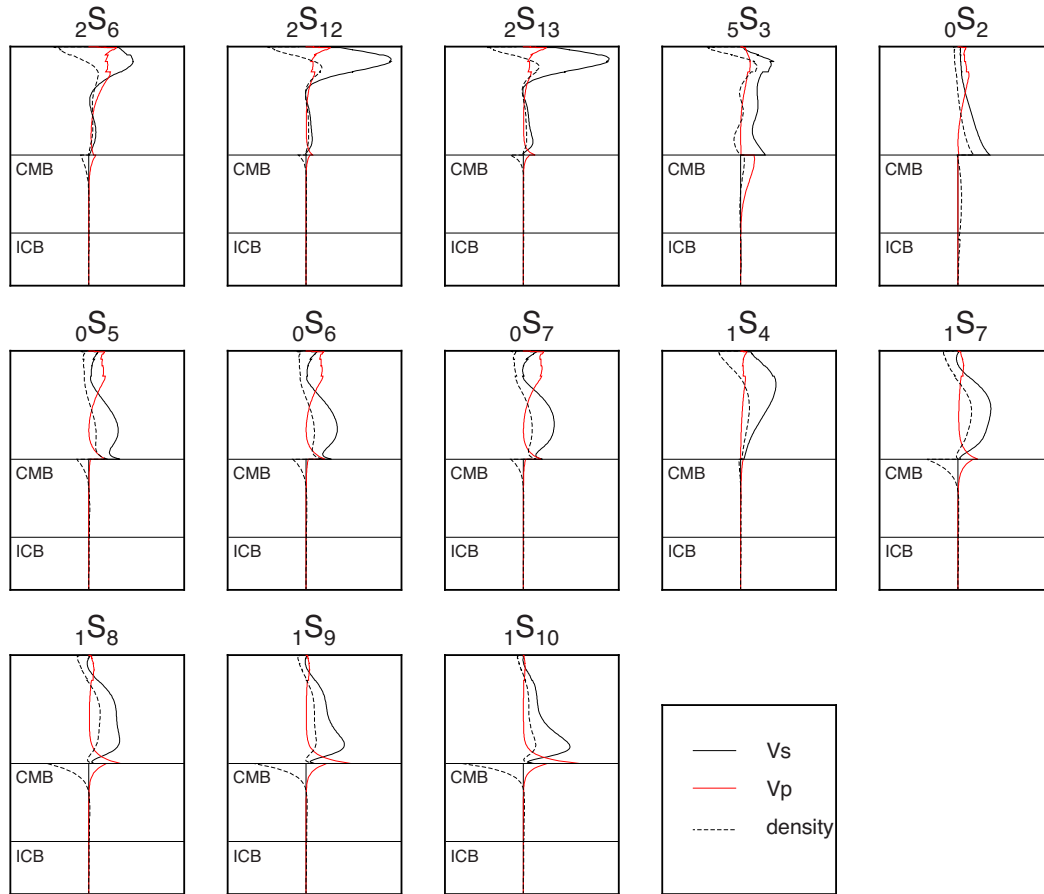 2S6 2S12 2S13 5S3 0S2
CMB CMB CMB CMB CMB
ICB ICB ICB ICB ICB
0S5 0S6 0S7 1S4 1S7
CMB CMB CMB CMB CMB
ICB ICB ICB ICB ICB
1S8 1S9 1S10
CMB CMB CMB
ICB ICB ICB
Vs
Vp
density